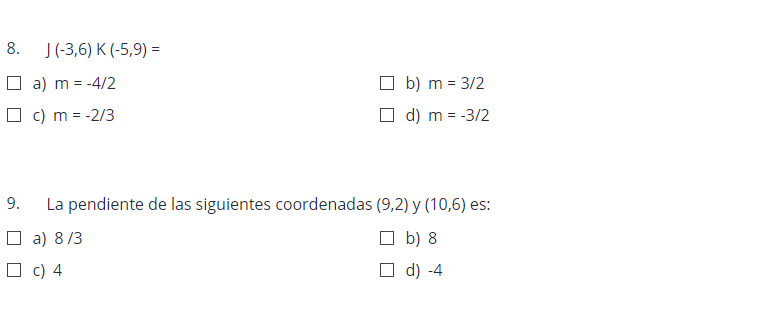 8. J (-3,6) K (-5,9) =
a) m = -4/2 b) m = 3/2
c) m = -2/3 d) m = -3/2
9. La pendiente de las siguientes coordenadas (9,2) y (10,6) es:
a) 8 /3 b) 8
c) 4 d) -4